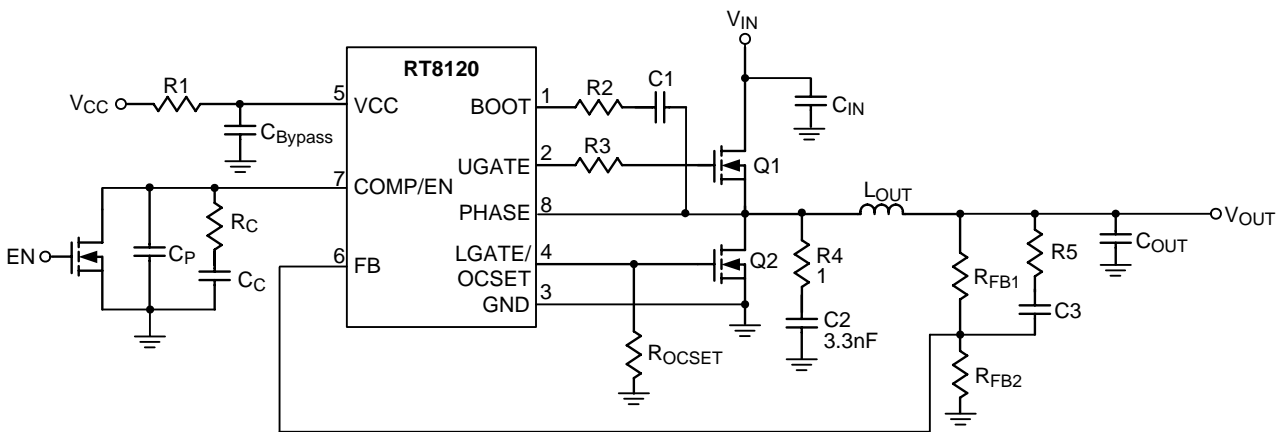 VIN
RT8120
R1
VCC
5
VCC
CBypass
BOOT
1
R2
C1
CIN
UGATE
2
R3
Q1
7
COMP/EN
PHASE
8
LOUT
VOUT
RC
EN
CP
CC
6
FB
LGATE/
OCSET
4
Q2
R4
1
COUT
R5
RFB1
GND
3
C2
3.3nF
C3
ROCSET
RFB2